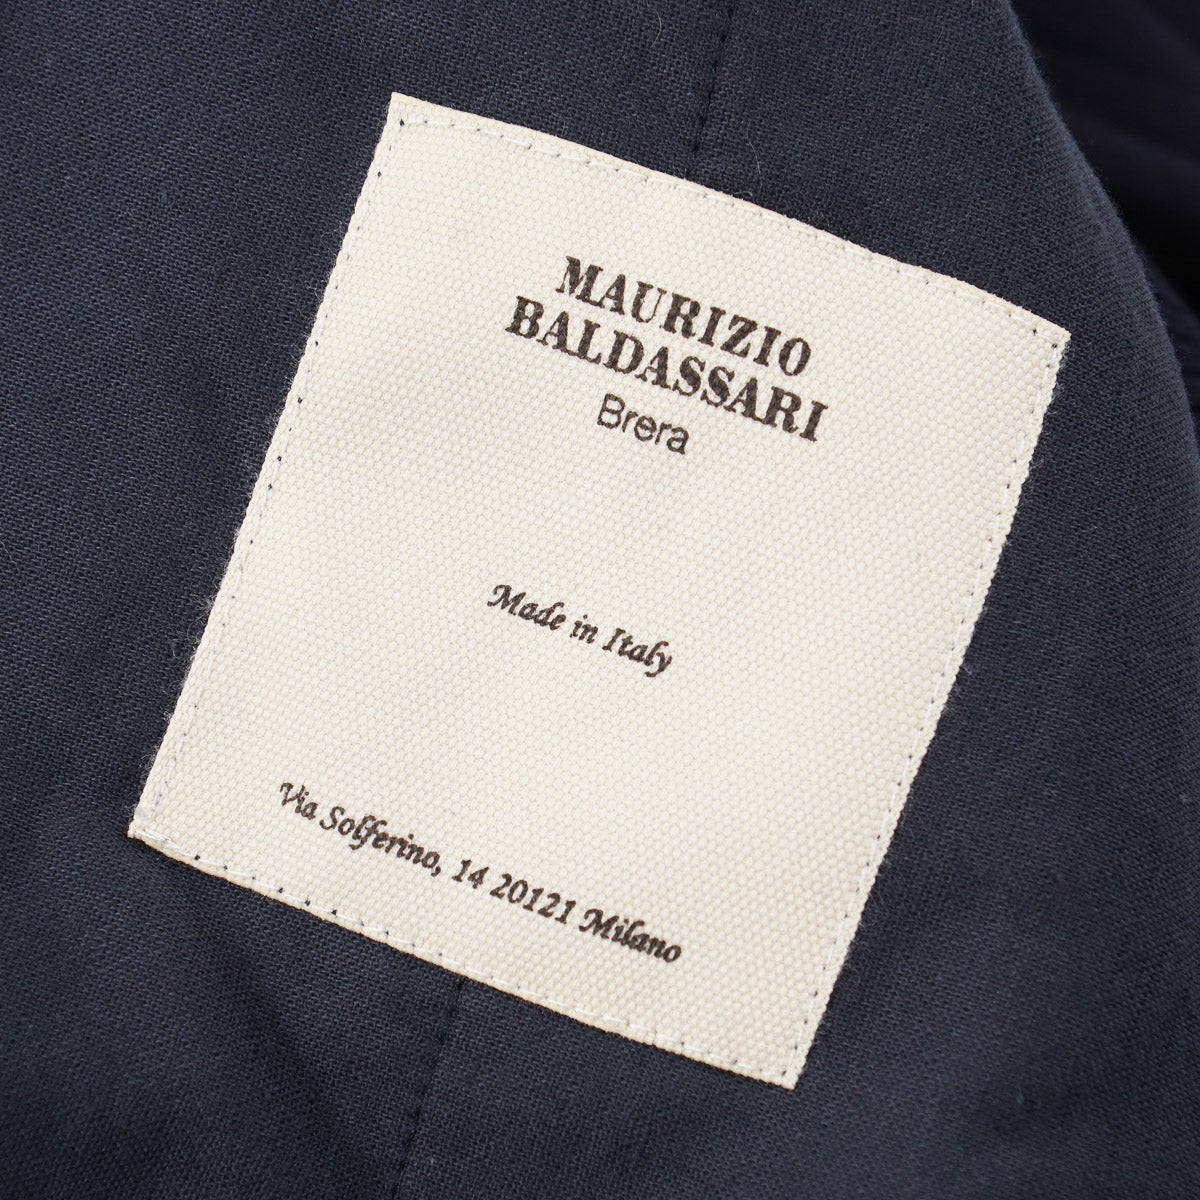 MAURIZIO
BALDASSARI
Brera
Made in Italy
Via Solferino, 14 20121 Milano